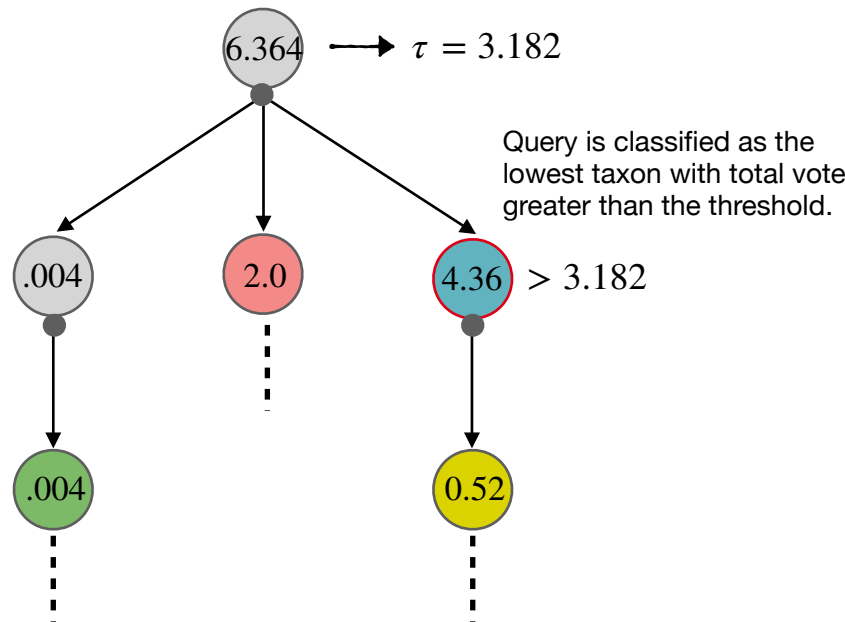 6.364 τ = 3.182
Query is classified as the
lowest taxon with total vote
greater than the threshold.
.004 2.0 4.36 > 3.182
.004 0.52